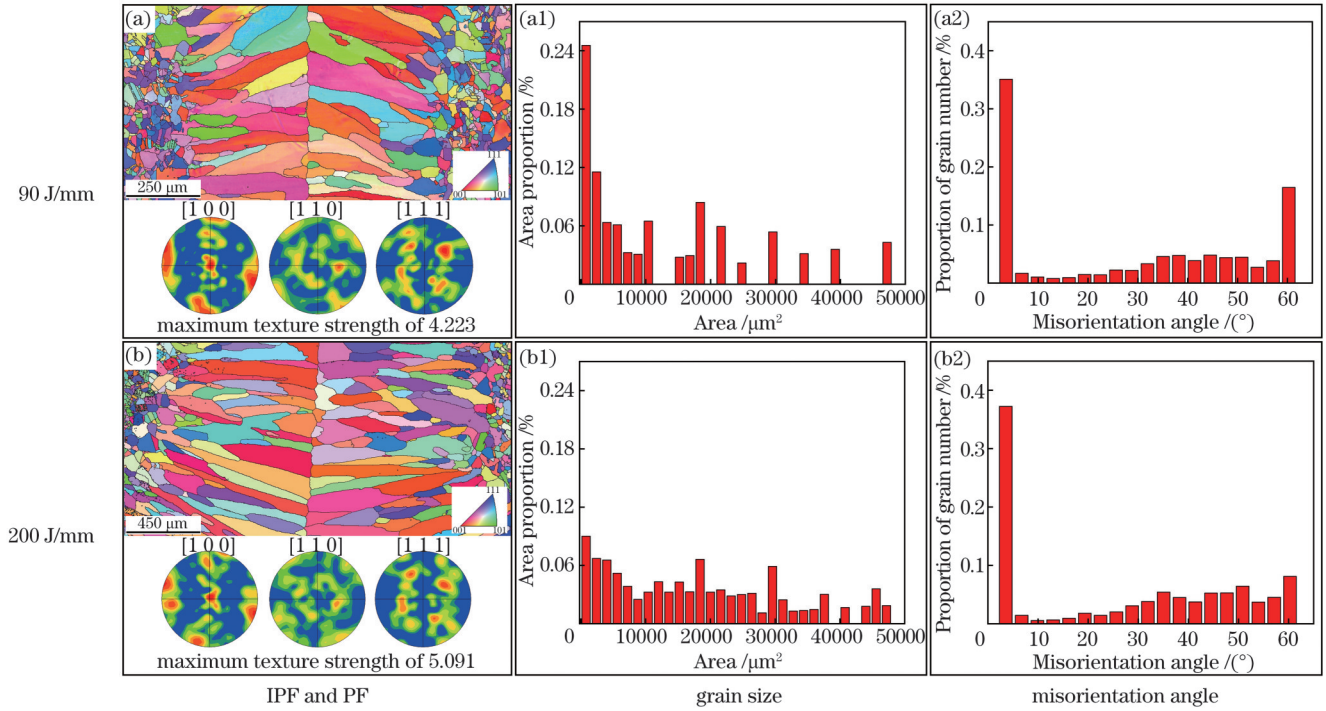 90 J/mm
(a)
250 μm
111
001
101
[1 0 0]
[1 1 0]
[1 1 1]
maximum texture strength of 4.223
(a1)
Area proportion /%
0.24
0.18
0.12
0.06
0
10000
20000
30000
40000
50000
Area /μm²
(a2)
Proportion of grain number /%
0.4
0.3
0.2
0.1
0
10
20
30
40
50
60
Misorientation angle /(°)
200 J/mm
(b)
450 μm
111
001
101
[1 0 0]
[1 1 0]
[1 1 1]
maximum texture strength of 5.091
(b1)
Area proportion /%
0.24
0.18
0.12
0.06
0
10000
20000
30000
40000
50000
Area /μm²
(b2)
Proportion of grain number /%
0.4
0.3
0.2
0.1
0
10
20
30
40
50
60
Misorientation angle /(°)
IPF and PF
grain size
misorientation angle